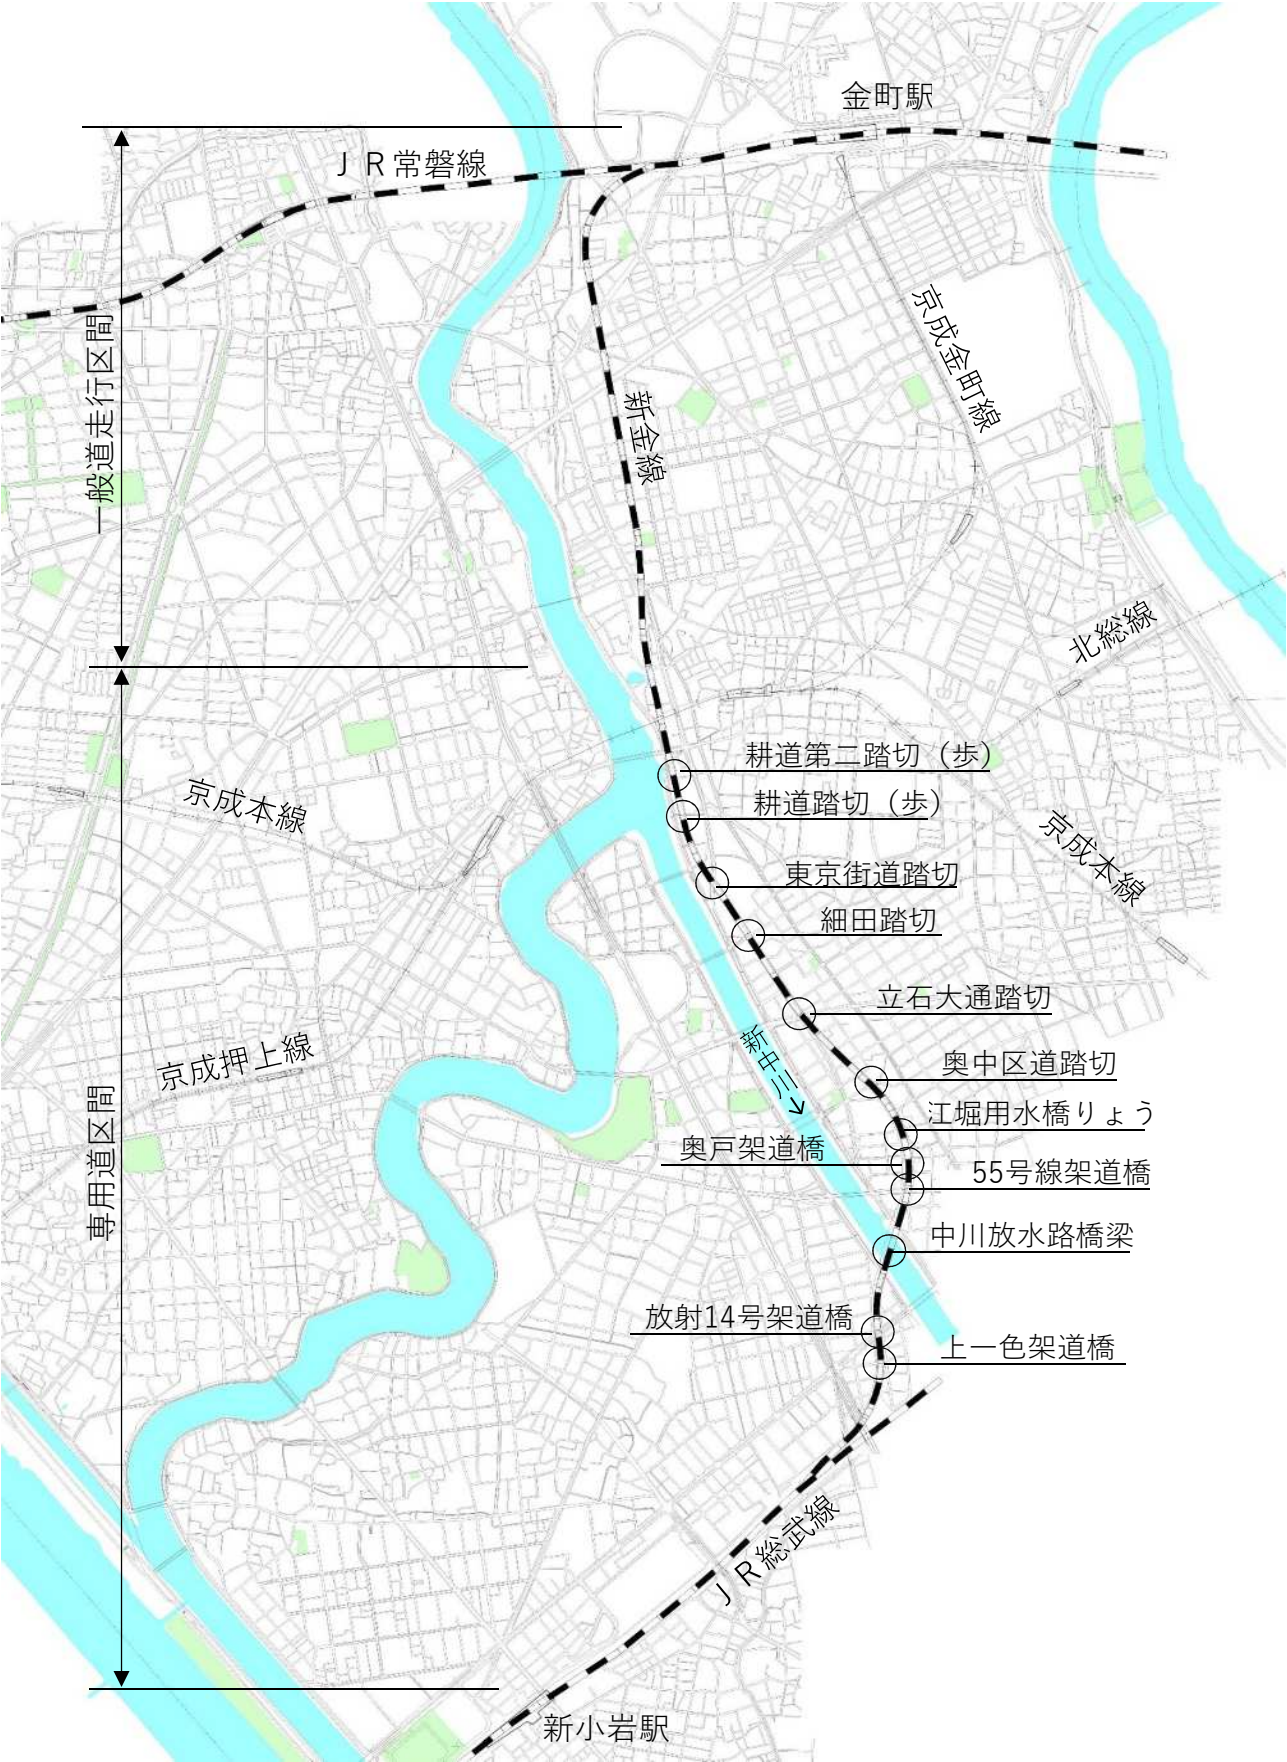 金町駅
ＪＲ常磐線
京成金町線
一般道走行区間
新金線
北総線
耕道第二踏切（歩）
京成本線
耕道踏切（歩）
京成本線
東京街道踏切
細田踏切
立石大通踏切
新中川→
京成押上線
奥中区道踏切
専用道区間
江堀用水橋りょう
奥戸架道橋
55号線架道橋
中川放水路橋梁
放射14号架道橋
上一色架道橋
ＪＲ総武線
新小岩駅